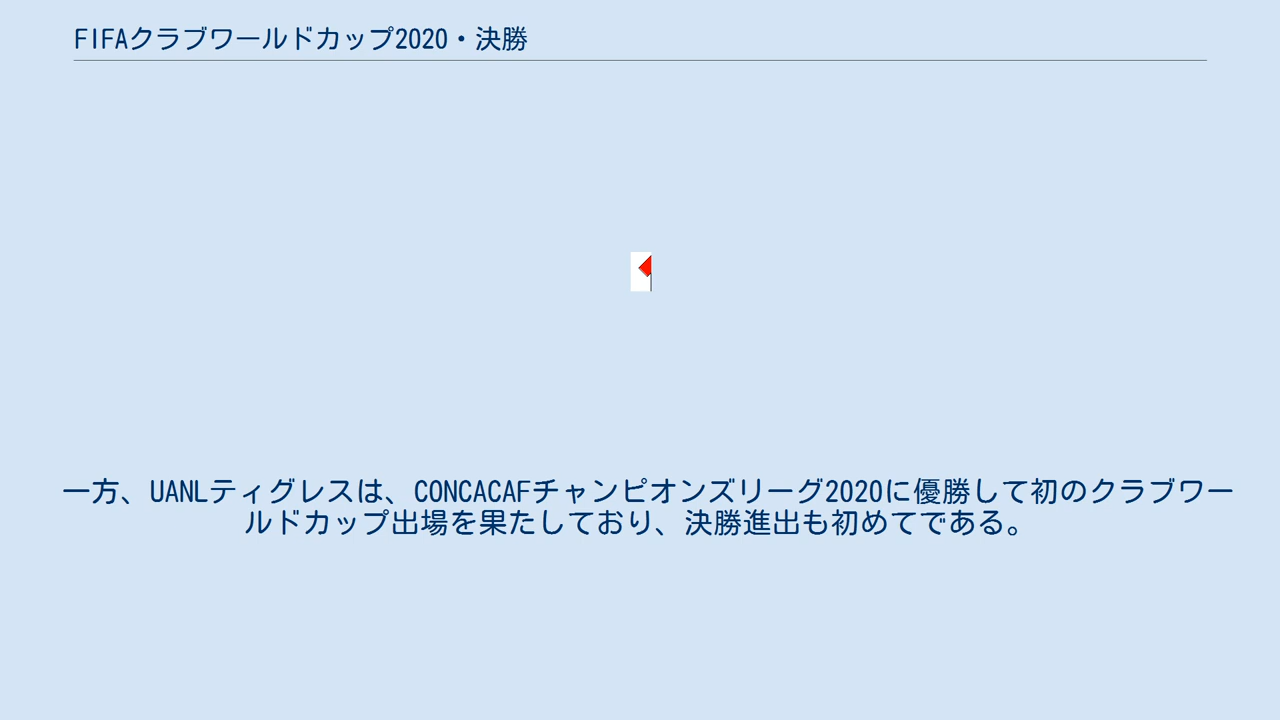 FIFAクラブワールドカップ2020・決勝
一方、UANLティグレスは、CONCACAFチャンピオンズリーグ2020に優勝して初のクラブワー
ルドカップ出場を果たしており、決勝進出も初めてである。